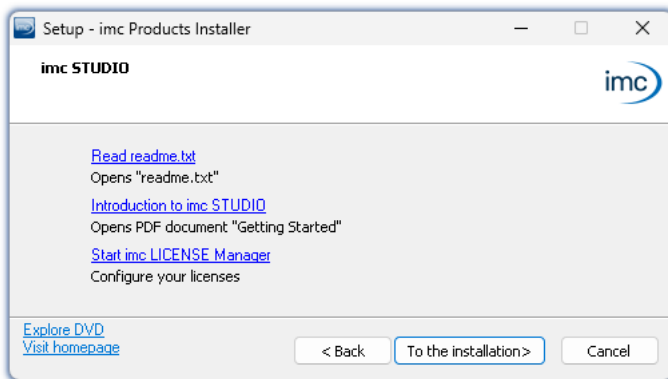 Setup - imc Products Installer
imc STUDIO
imc
Read readme.txt
Opens "readme.txt"
Introduction to imc STUDIO
Opens PDF document "Getting Started"
Start imc LICENSE Manager
Configure your licenses
Explore DVD
Visit homepage
< Back
To the installation>
Cancel